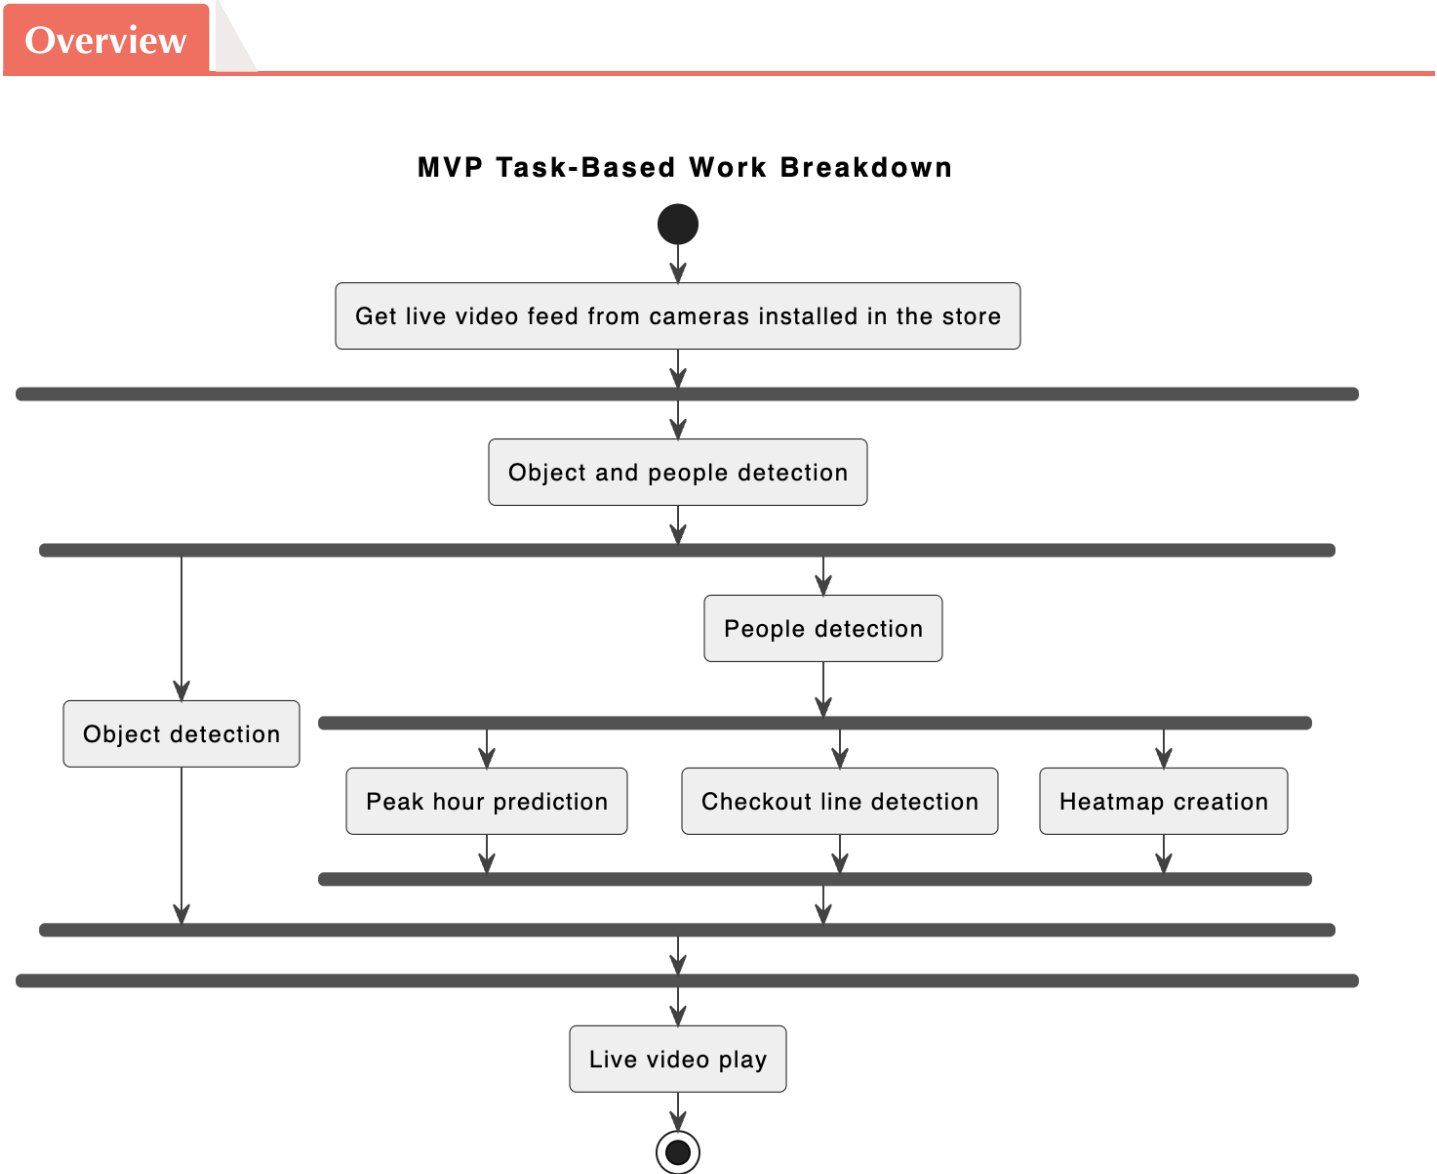 Overview
MVP Task-Based Work Breakdown
Get live video feed from cameras installed in the store
Object and people detection
People detection
Object detection
Peak hour prediction
Checkout line detection
Heatmap creation
Live video play